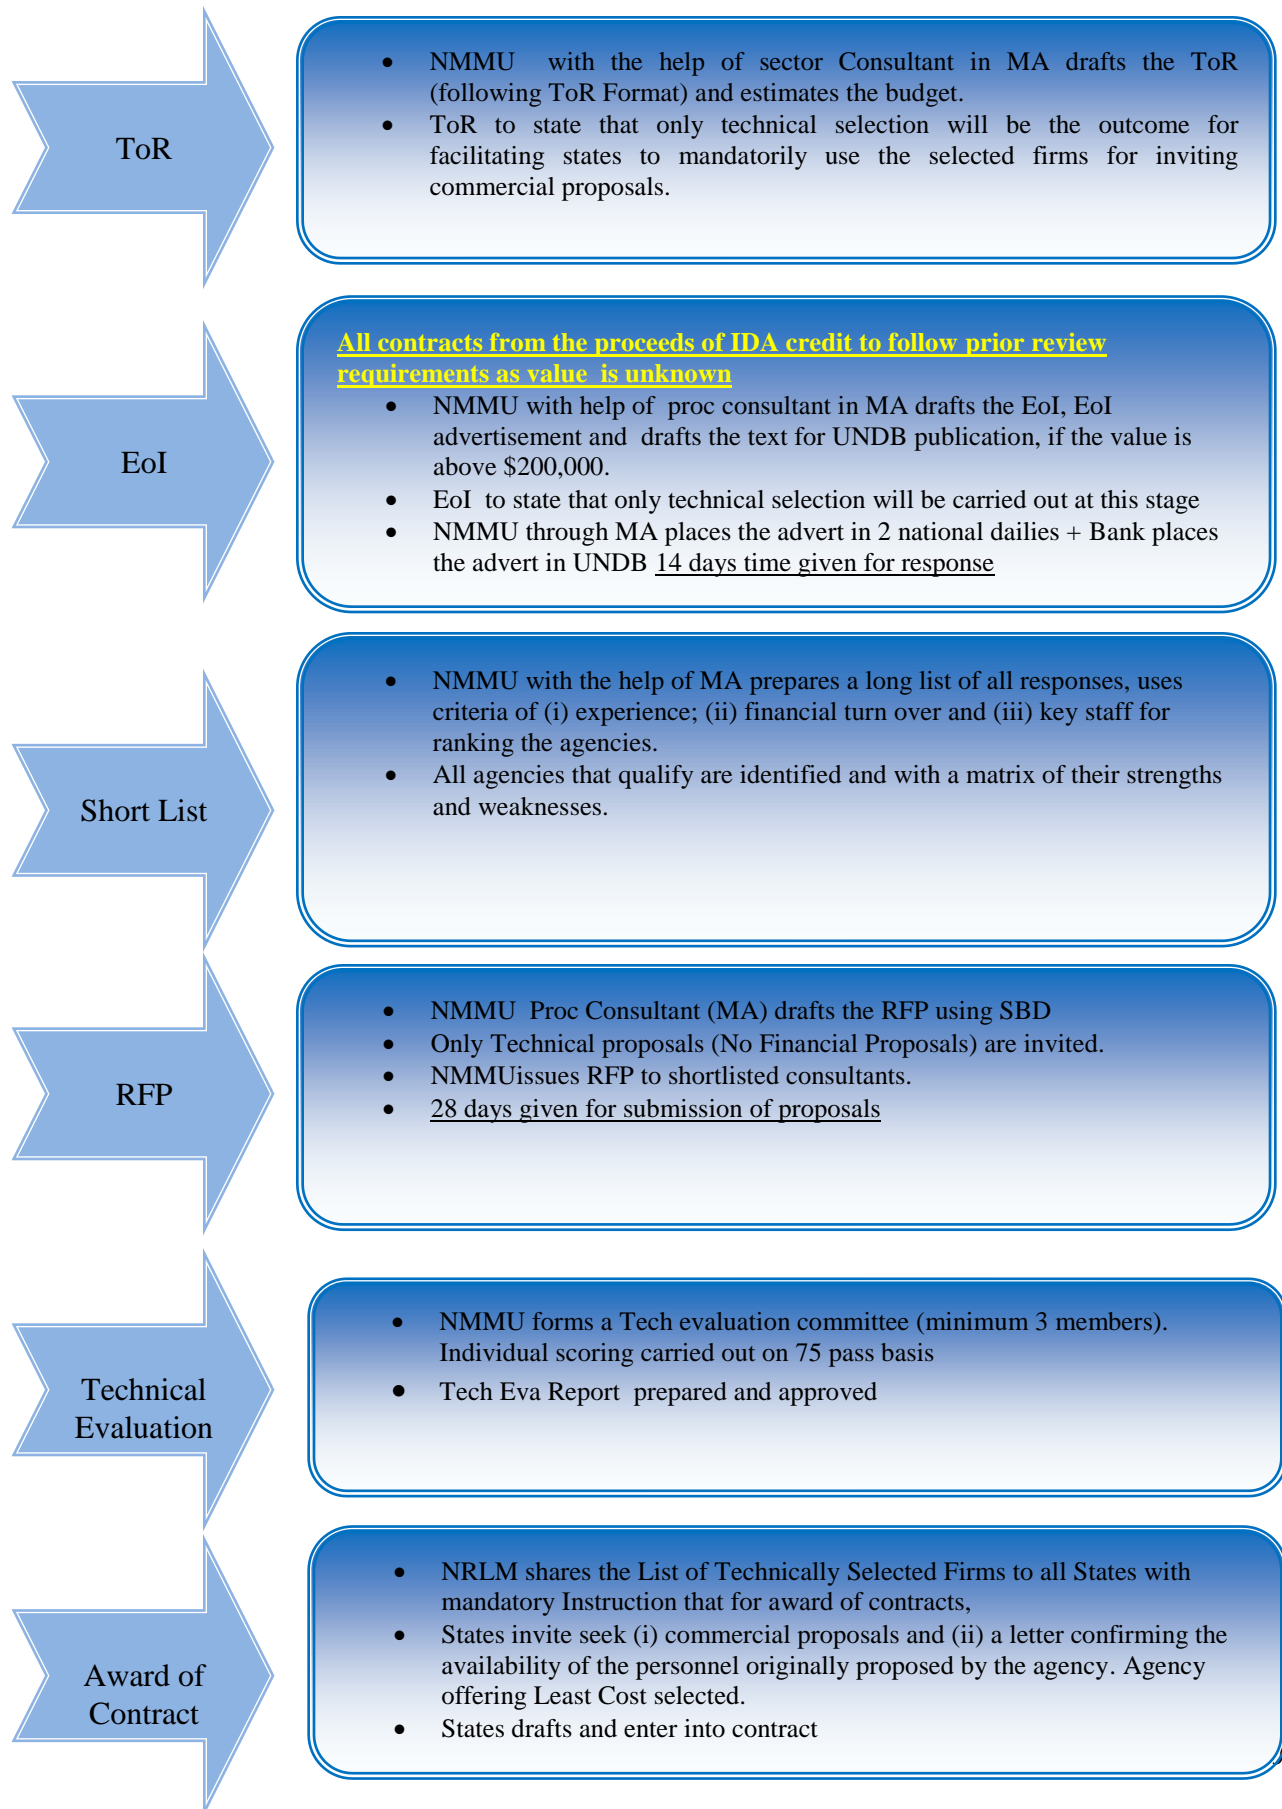 ToR
• NMMU with the help of sector Consultant in MA drafts the ToR
(following ToR Format) and estimates the budget.
• ToR to state that only technical selection will be the outcome for
facilitating states to mandatorily use the selected firms for inviting
commercial proposals.
EoI
All contracts from the proceeds of IDA credit to follow prior review
requirements as value is unknown
• NMMU with help of proc consultant in MA drafts the EoI, EoI
advertisement and drafts the text for UNDB publication, if the value is
above $200,000.
• EoI to state that only technical selection will be carried out at this stage
• NMMU through MA places the advert in 2 national dailies + Bank places
the advert in UNDB 14 days time given for response
Short List
• NMMU with the help of MA prepares a long list of all responses, uses
criteria of (i) experience; (ii) financial turn over and (iii) key staff for
ranking the agencies.
• All agencies that qualify are identified and with a matrix of their strengths
and weaknesses.
RFP
• NMMU Proc Consultant (MA) drafts the RFP using SBD
• Only Technical proposals (No Financial Proposals) are invited.
• NMMUissues RFP to shortlisted consultants.
• 28 days given for submission of proposals
Technical
Evaluation
• NMMU forms a Tech evaluation committee (minimum 3 members).
Individual scoring carried out on 75 pass basis
• Tech Eva Report prepared and approved
Award of
Contract
• NRLM shares the List of Technically Selected Firms to all States with
mandatory Instruction that for award of contracts,
• States invite seek (i) commercial proposals and (ii) a letter confirming the
availability of the personnel originally proposed by the agency. Agency
offering Least Cost selected.
• States drafts and enter into contract